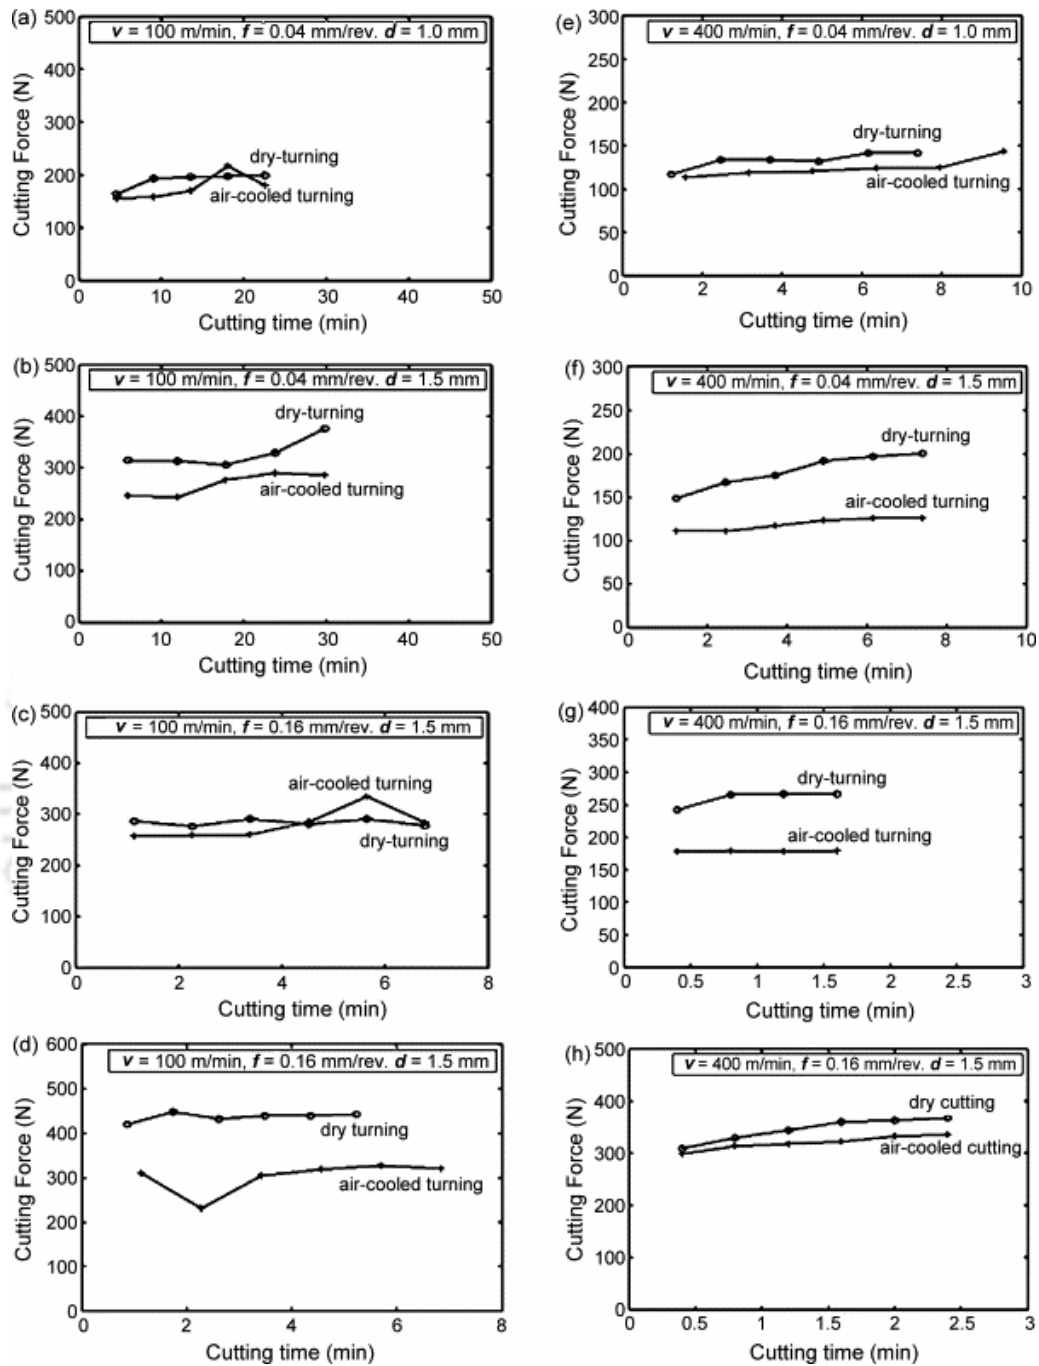 (a)
500
v = 100 m/min, f = 0.04 mm/rev. d = 1.0 mm
400
300
200
100
0
dry-turning
air-cooled turning
0 10 20 30 40 50
Cutting time (min)
Cutting Force (N)
(b)
500
v = 100 m/min, f = 0.04 mm/rev. d = 1.5 mm
400
300
200
100
0
dry-turning
air-cooled turning
0 10 20 30 40 50
Cutting time (min)
Cutting Force (N)
(c)
500
v = 100 m/min, f = 0.16 mm/rev. d = 1.5 mm
400
300
200
100
0
air-cooled turning
dry-turning
0 2 4 6 8
Cutting time (min)
Cutting Force (N)
(d)
600
v = 100 m/min, f = 0.16 mm/rev. d = 1.5 mm
500
400
300
200
100
0
dry turning
air-cooled turning
0 2 4 6 8
Cutting time (min)
Cutting Force (N)
(e)
300
v = 400 m/min, f = 0.04 mm/rev. d = 1.0 mm
250
200
150
100
50
0
dry-turning
air-cooled turning
0 2 4 6 8 10
Cutting time (min)
Cutting Force (N)
(f)
300
v = 400 m/min, f = 0.04 mm/rev. d = 1.5 mm
250
200
150
100
50
0
dry-turning
air-cooled turning
0 2 4 6 8 10
Cutting time (min)
Cutting Force (N)
(g)
400
v = 400 m/min, f = 0.16 mm/rev. d = 1.5 mm
350
300
250
200
150
100
50
0
dry-turning
air-cooled turning
0 0.5 1 1.5 2 2.5 3
Cutting time (min)
Cutting Force (N)
(h)
500
v = 400 m/min, f = 0.16 mm/rev. d = 1.5 mm
400
300
200
100
0
dry cutting
air-cooled cutting
0 0.5 1 1.5 2 2.5 3
Cutting time (min)
Cutting Force (N)